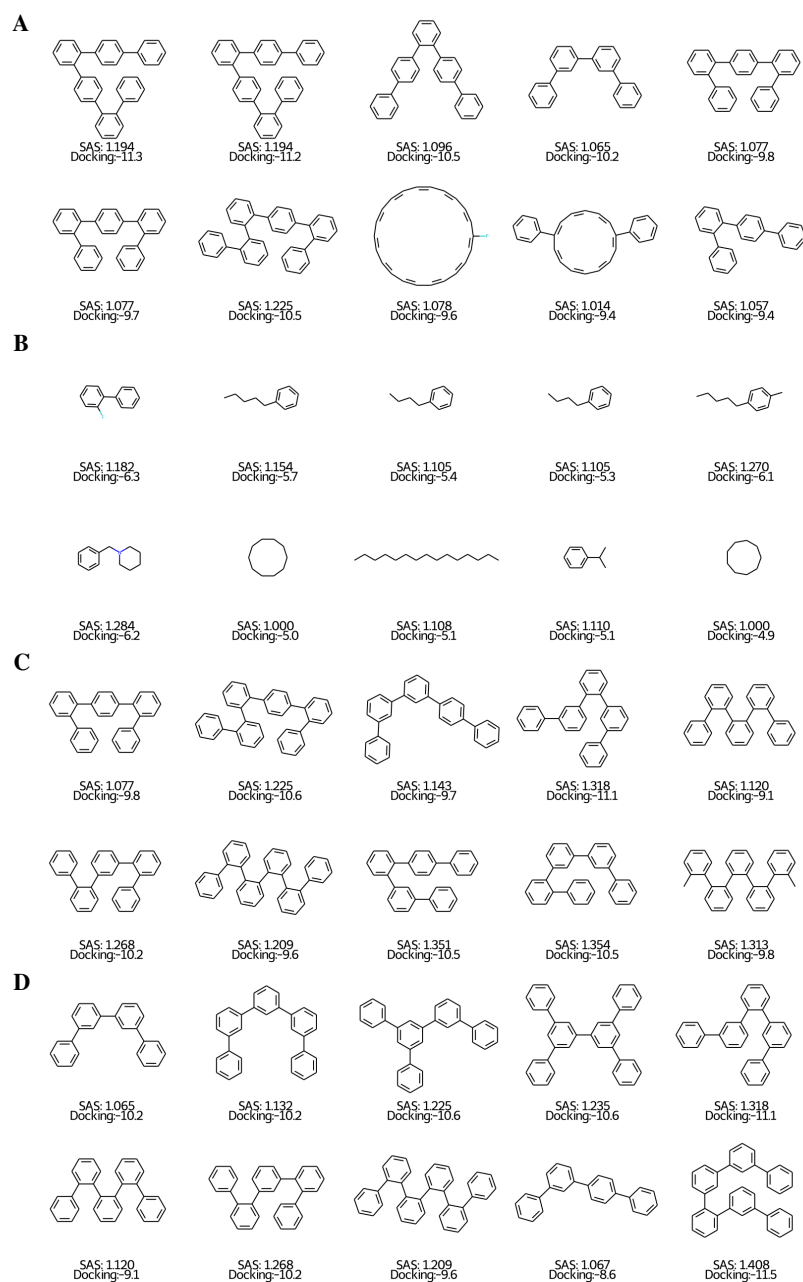 A
SAS: 1.194 SAS: 1.194 SAS: 1.096 SAS: 1.065 SAS: 1.077
Docking:-11.3 Docking:-11.2 Docking:-10.5 Docking:-10.2 Docking:-9.8
SAS: 1.077 SAS: 1.225 SAS: 1.078 SAS: 1.014 SAS: 1.057
Docking:-9.7 Docking:-10.5 Docking:-9.6 Docking:-9.4 Docking:-9.4
B
SAS: 1.182 SAS: 1.154 SAS: 1.105 SAS: 1.105 SAS: 1.270
Docking:-6.3 Docking:-5.7 Docking:-5.4 Docking:-5.3 Docking:-6.1
N
SAS: 1.284 SAS: 1.000 SAS: 1.108 SAS: 1.110 SAS: 1.000
Docking:-6.2 Docking:-5.0 Docking:-5.1 Docking:-5.1 Docking:-4.9
C
SAS: 1.077 SAS: 1.225 SAS: 1.143 SAS: 1.318 SAS: 1.120
Docking:-9.8 Docking:-10.6 Docking:-9.7 Docking:-11.1 Docking:-9.1
SAS: 1.268 SAS: 1.209 SAS: 1.351 SAS: 1.354 SAS: 1.313
Docking:-10.2 Docking:-9.6 Docking:-10.5 Docking:-10.5 Docking:-9.8
D
SAS: 1.065 SAS: 1.132 SAS: 1.225 SAS: 1.235 SAS: 1.318
Docking:-10.2 Docking:-10.2 Docking:-10.6 Docking:-10.6 Docking:-11.1
SAS: 1.120 SAS: 1.268 SAS: 1.209 SAS: 1.067 SAS: 1.408
Docking:-9.1 Docking:-10.2 Docking:-9.6 Docking:-8.6 Docking:-11.5